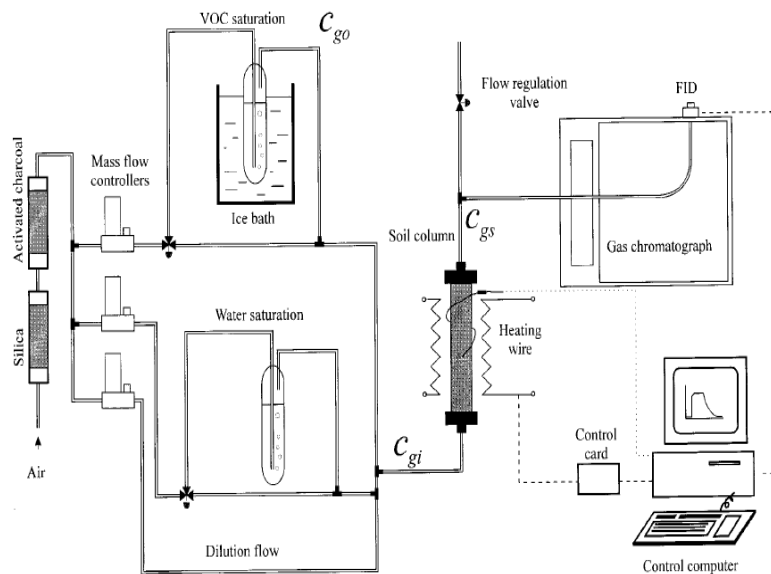 VOC saturation
C_go
Flow regulation
valve
FID
Activated charcoal
Mass flow
controllers
Ice bath
Soil column
C_gs
Gas chromatograph
Silica
Water saturation
Heating
wire
Air
C_gi
Control
card
Dilution flow
Control computer